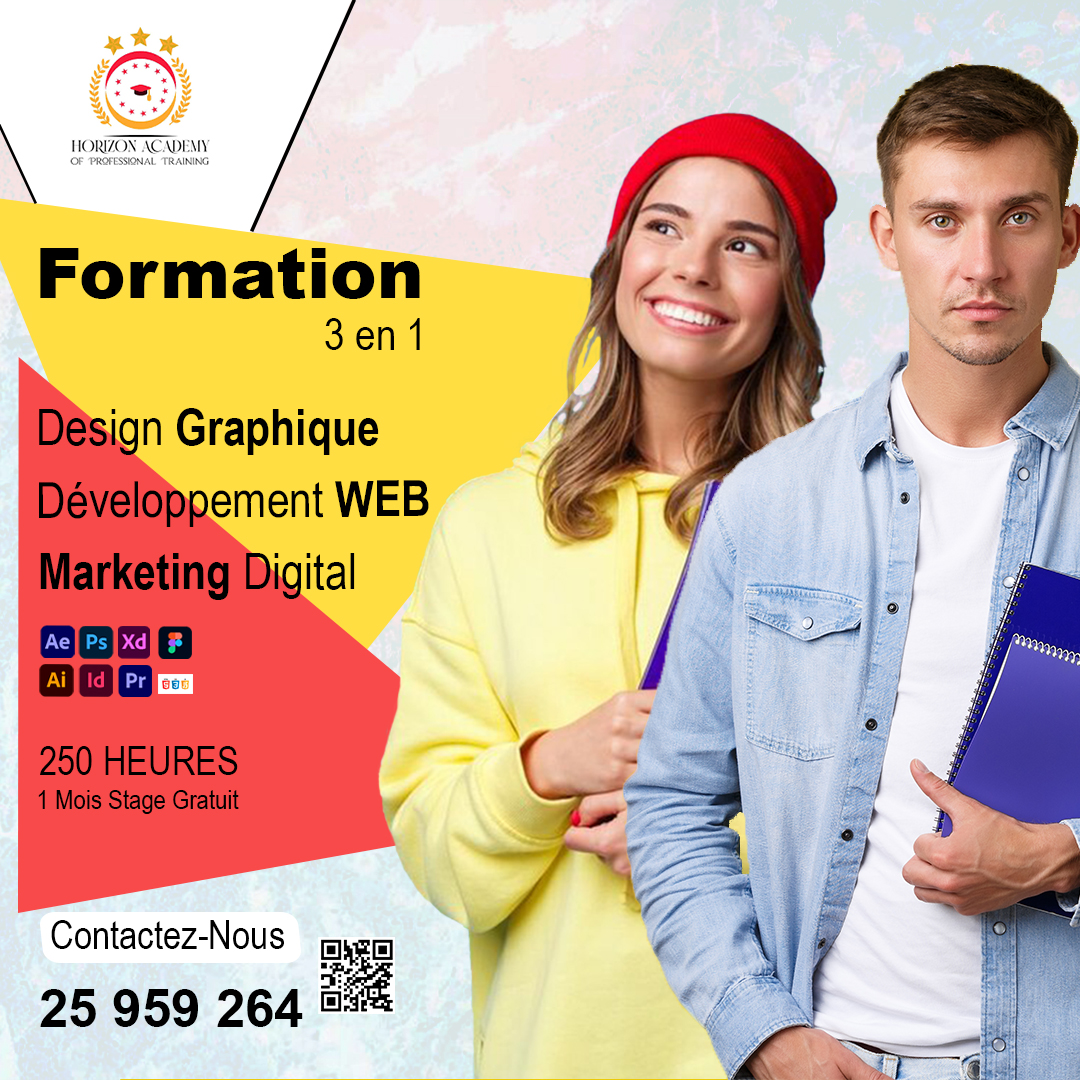 HORIZON ACADEMY
OF PROFESSIONAL TRAINING
Formation
3 en 1
Design Graphique
Développement WEB
Marketing Digital
Ae Ps Xd
Ai Id Pr
250 HEURES
1 Mois Stage Gratuit
Contactez-Nous
25 959 264